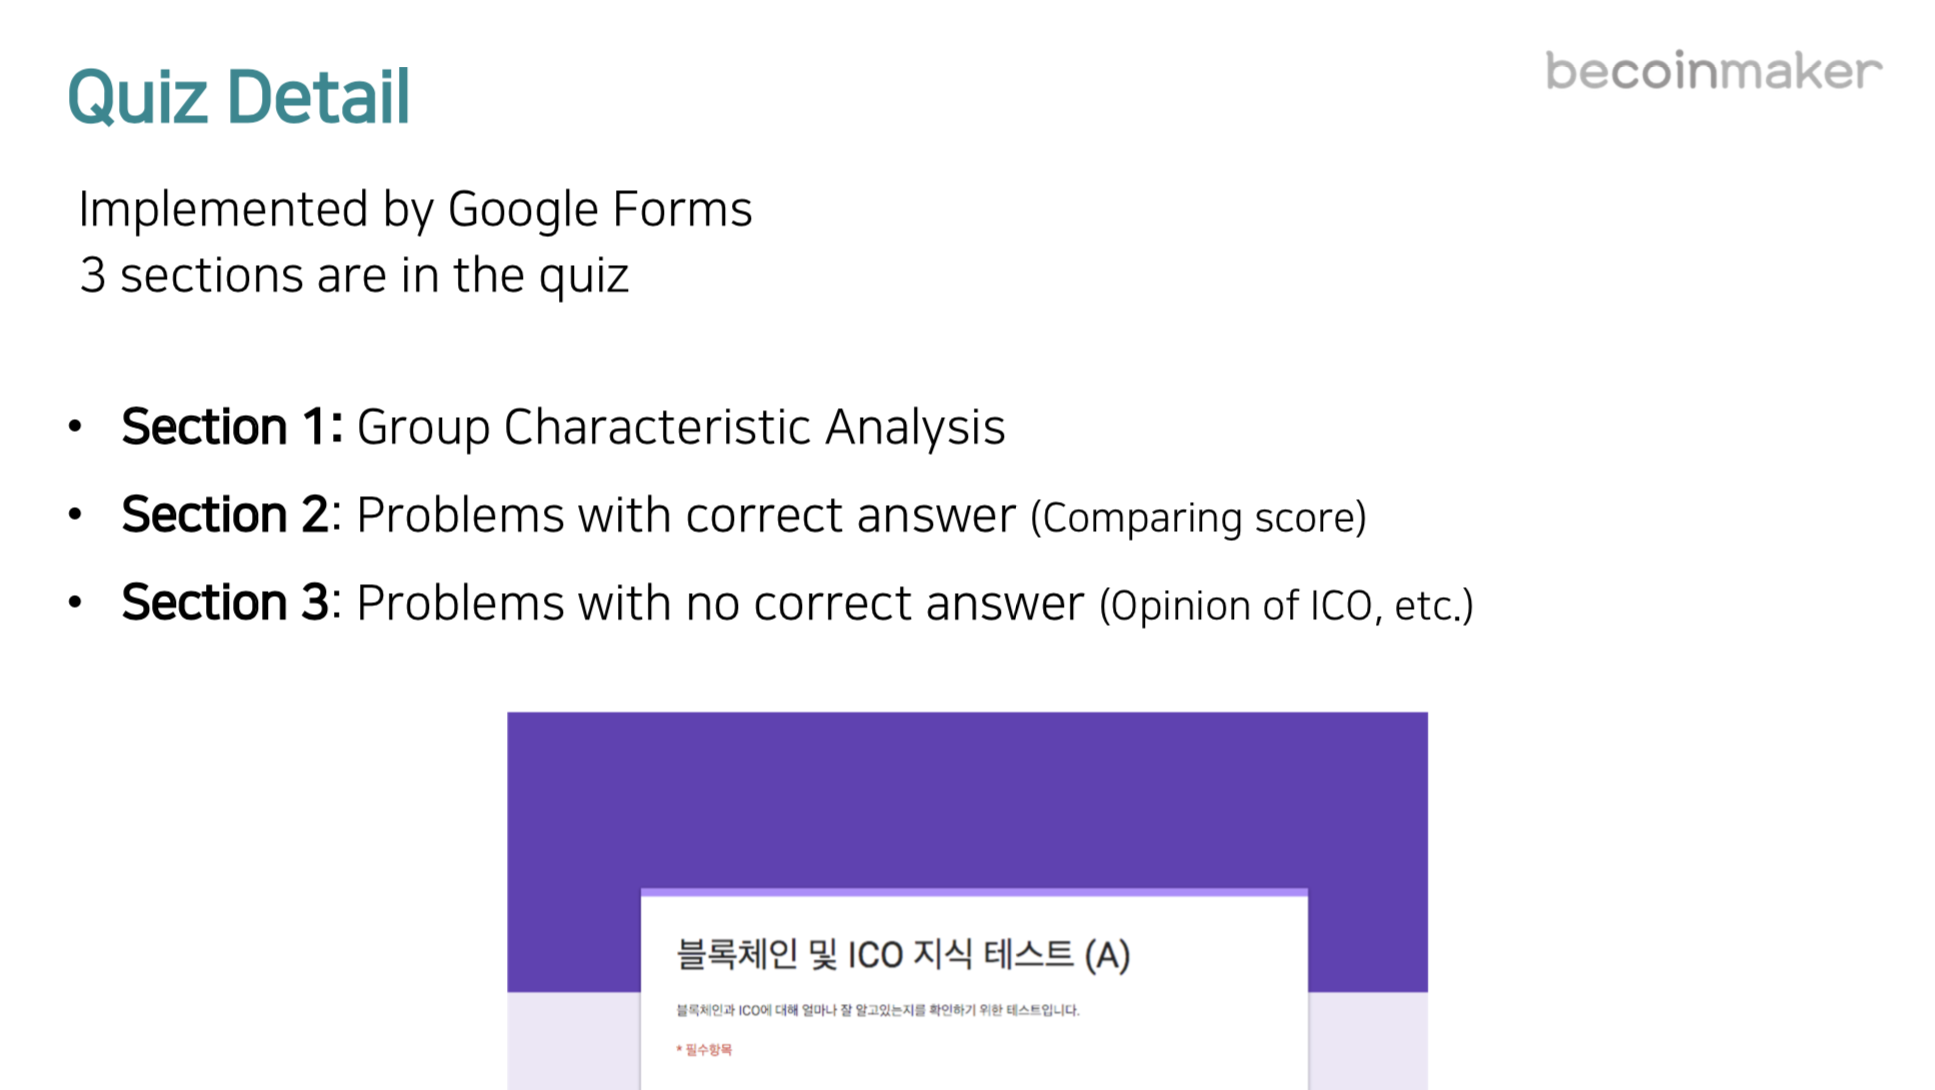 Quiz Detail
becoinmaker
Implemented by Google Forms
3 sections are in the quiz
• Section 1: Group Characteristic Analysis
• Section 2: Problems with correct answer (Comparing score)
• Section 3: Problems with no correct answer (Opinion of ICO, etc.)
블록체인 및 ICO 지식 테스트 (A)
블록체인과 ICO에 대해 얼마나 잘 알고있는지를 확인하기 위한 테스트입니다.
* 필수항목